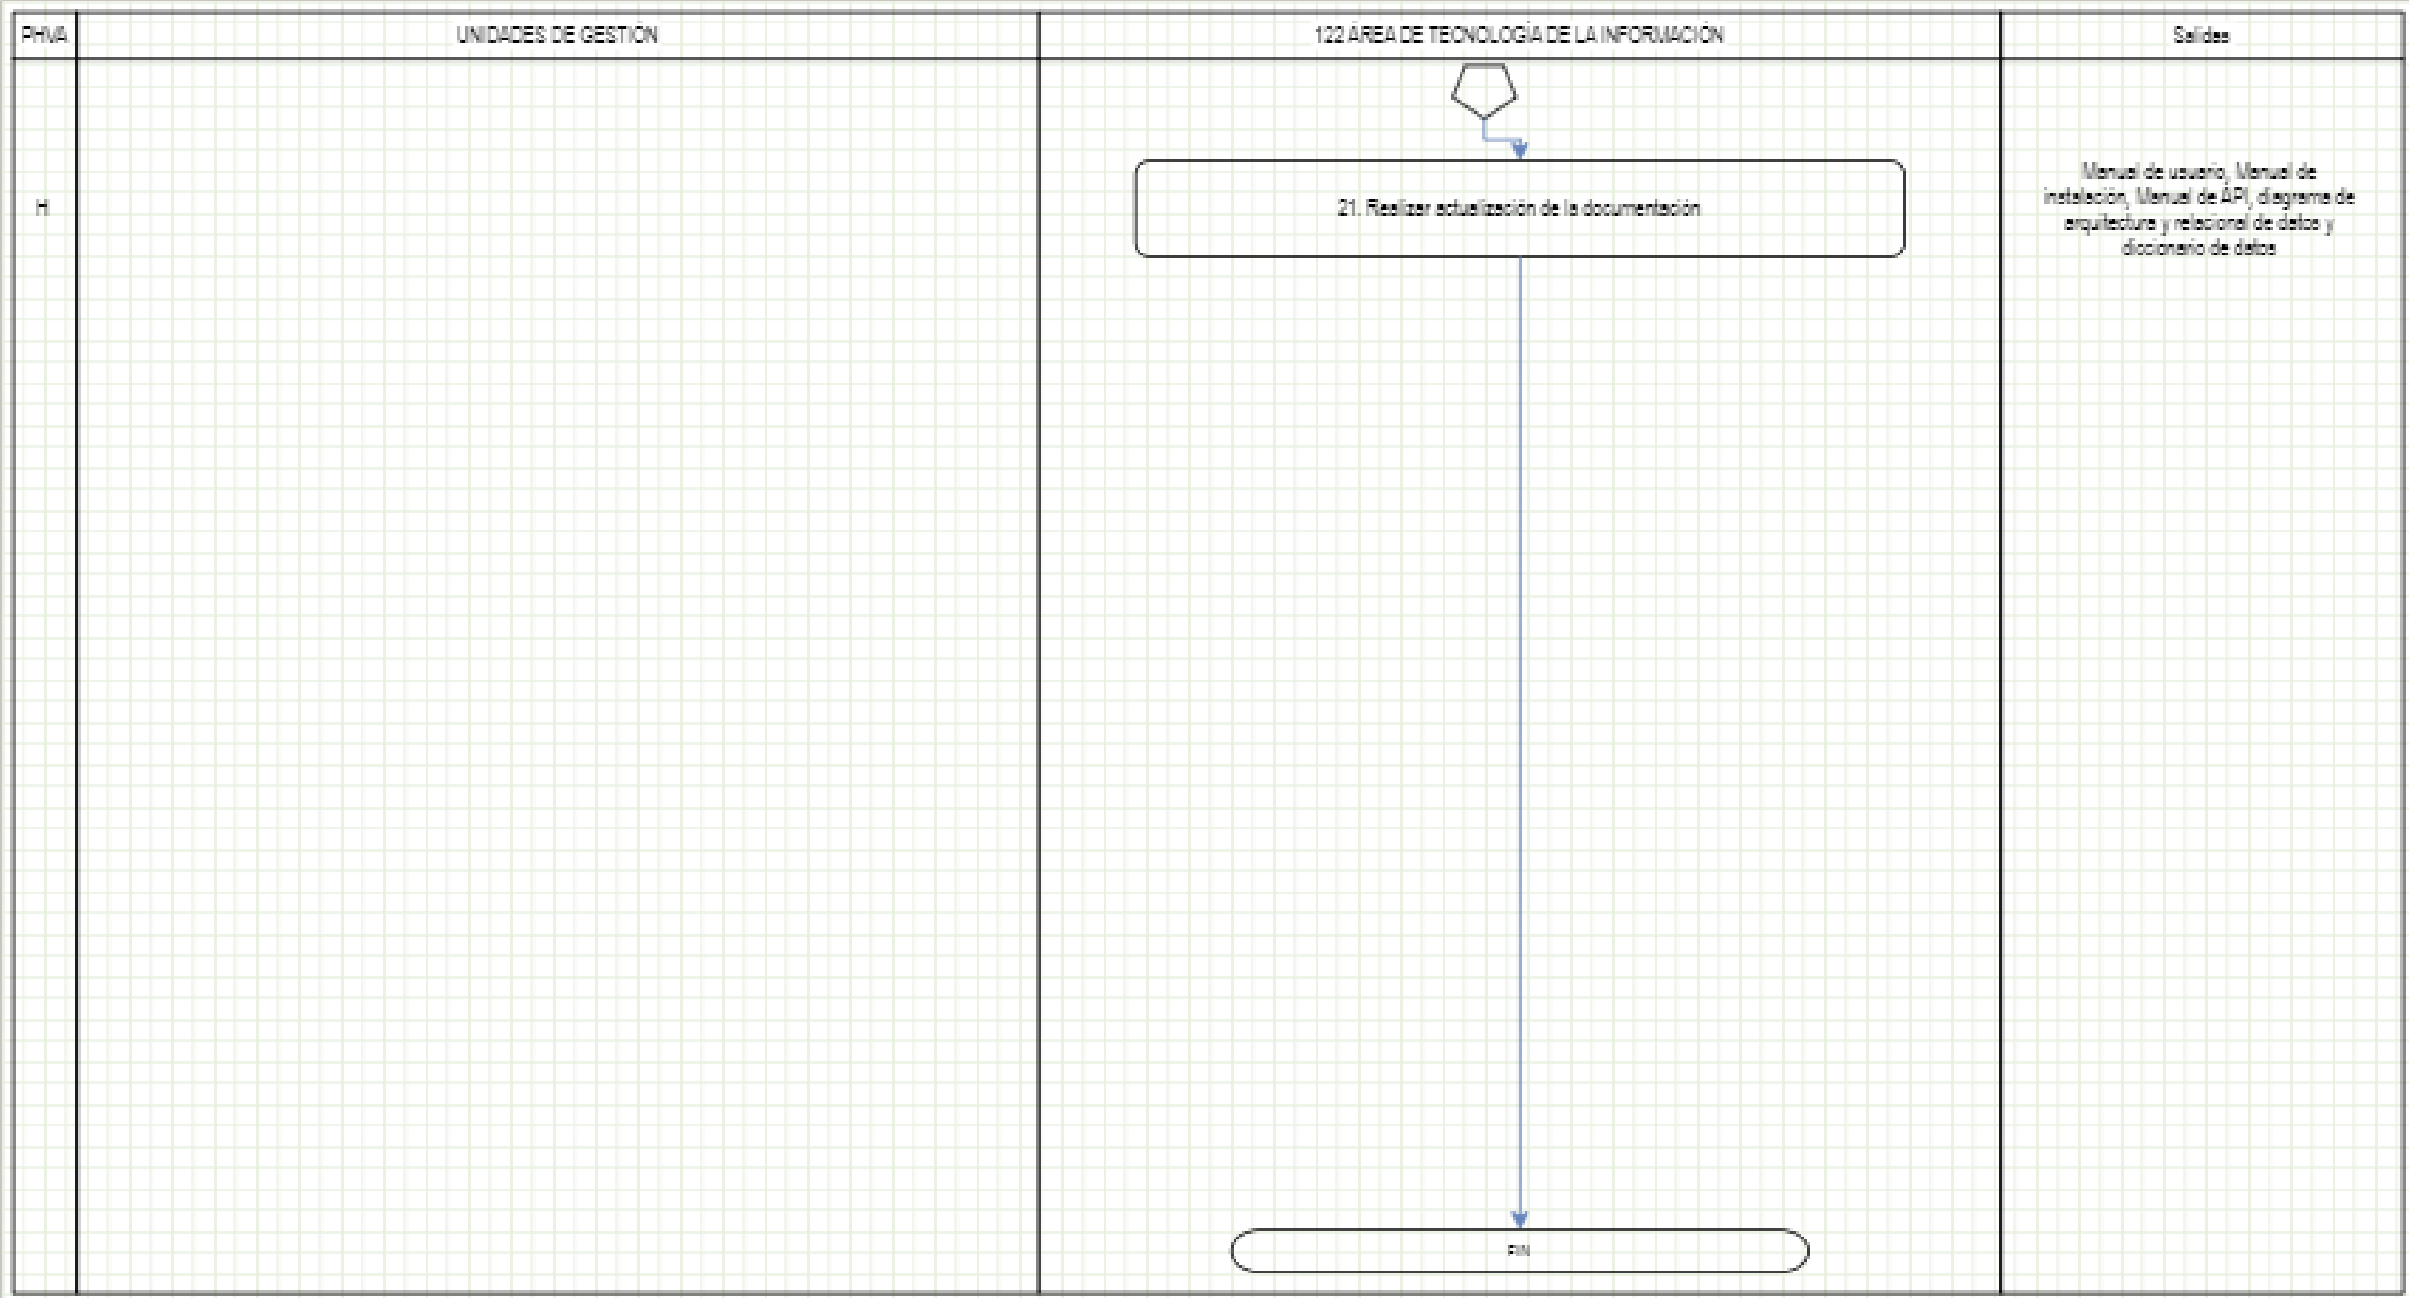 PHVA
UNIDADES DE GESTIÓN
122 ÁREA DE TECNOLOGÍA DE LA INFORMACIÓN
Salidas
H
21. Realizar actualización de la documentación
Manual de usuario, Manual de
instalación, Manual de API, diagrama de
arquitectura y relacional de datos y
diccionario de datos
FIN